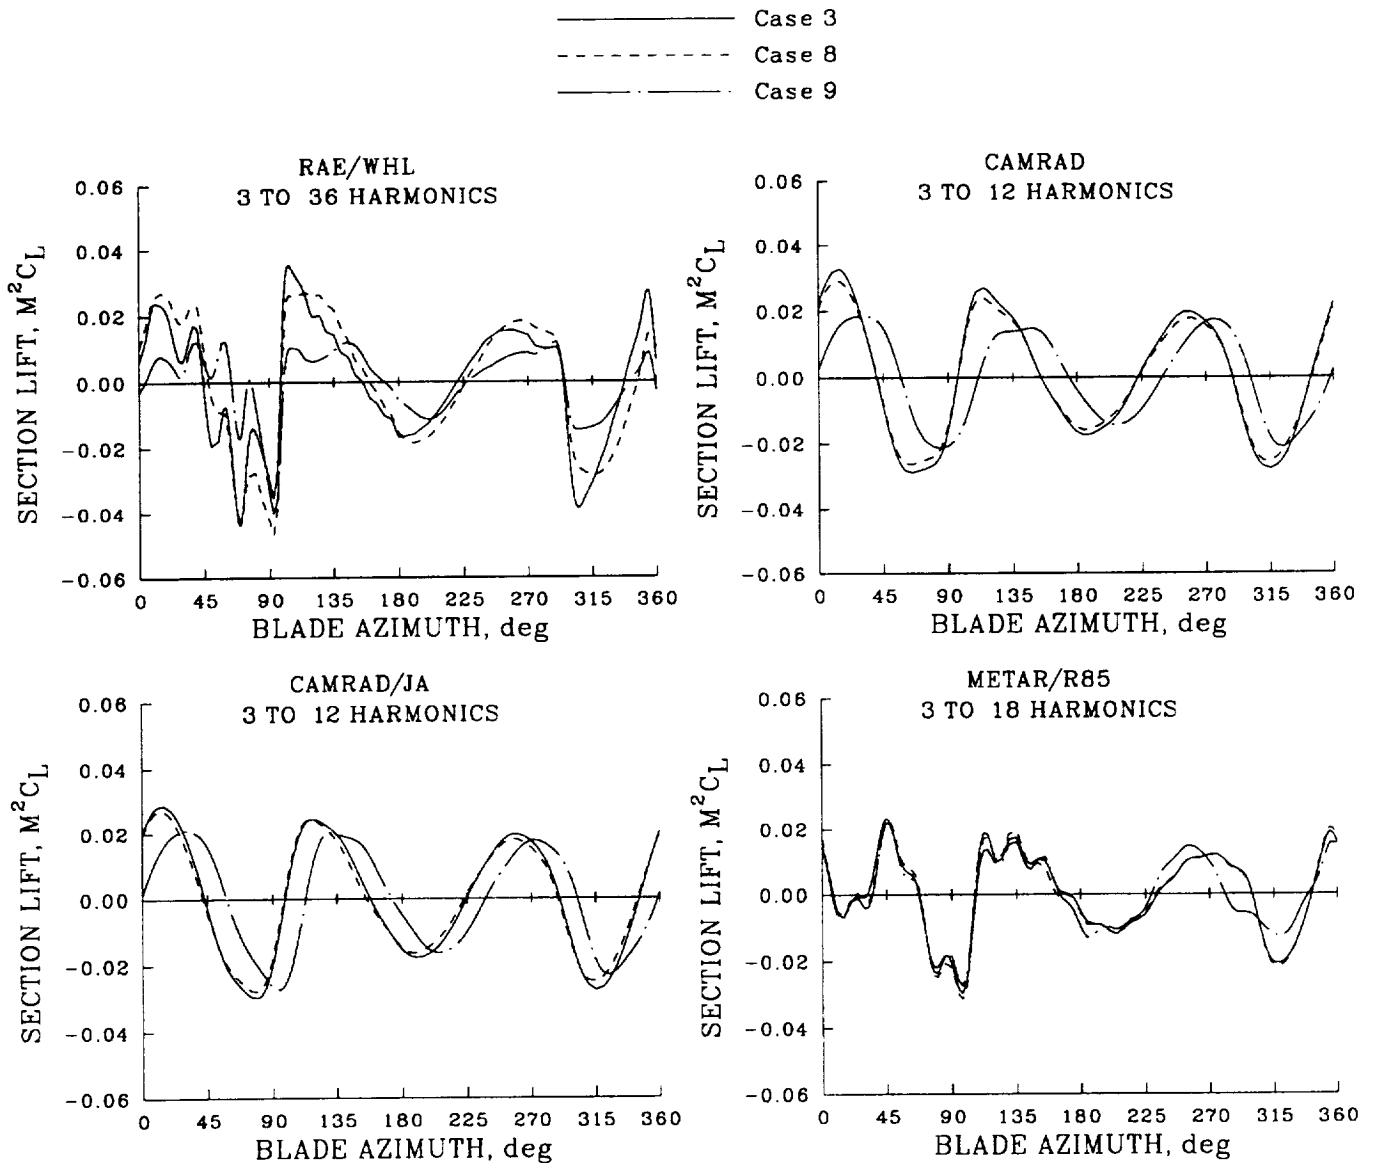 Case 3
Case 8
Case 9
RAE/WHL
3 TO 36 HARMONICS
0.06
0.04
0.02
0.00
-0.02
-0.04
-0.06
SECTION LIFT, M²C_L
0 45 90 135 180 225 270 315 360
BLADE AZIMUTH, deg
CAMRAD
3 TO 12 HARMONICS
0.06
0.04
0.02
0.00
-0.02
-0.04
-0.06
SECTION LIFT, M²C_L
0 45 90 135 180 225 270 315 360
BLADE AZIMUTH, deg
CAMRAD/JA
3 TO 12 HARMONICS
0.06
0.04
0.02
0.00
-0.02
-0.04
-0.06
SECTION LIFT, M²C_L
0 45 90 135 180 225 270 315 360
BLADE AZIMUTH, deg
METAR/R85
3 TO 18 HARMONICS
0.06
0.04
0.02
0.00
-0.02
-0.04
-0.06
SECTION LIFT, M²C_L
0 45 90 135 180 225 270 315 360
BLADE AZIMUTH, deg